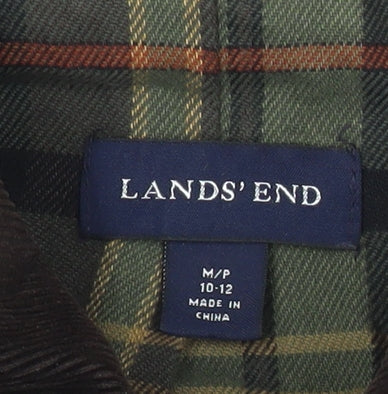 LANDS' END
M/P
10-12
MADE IN
CHINA